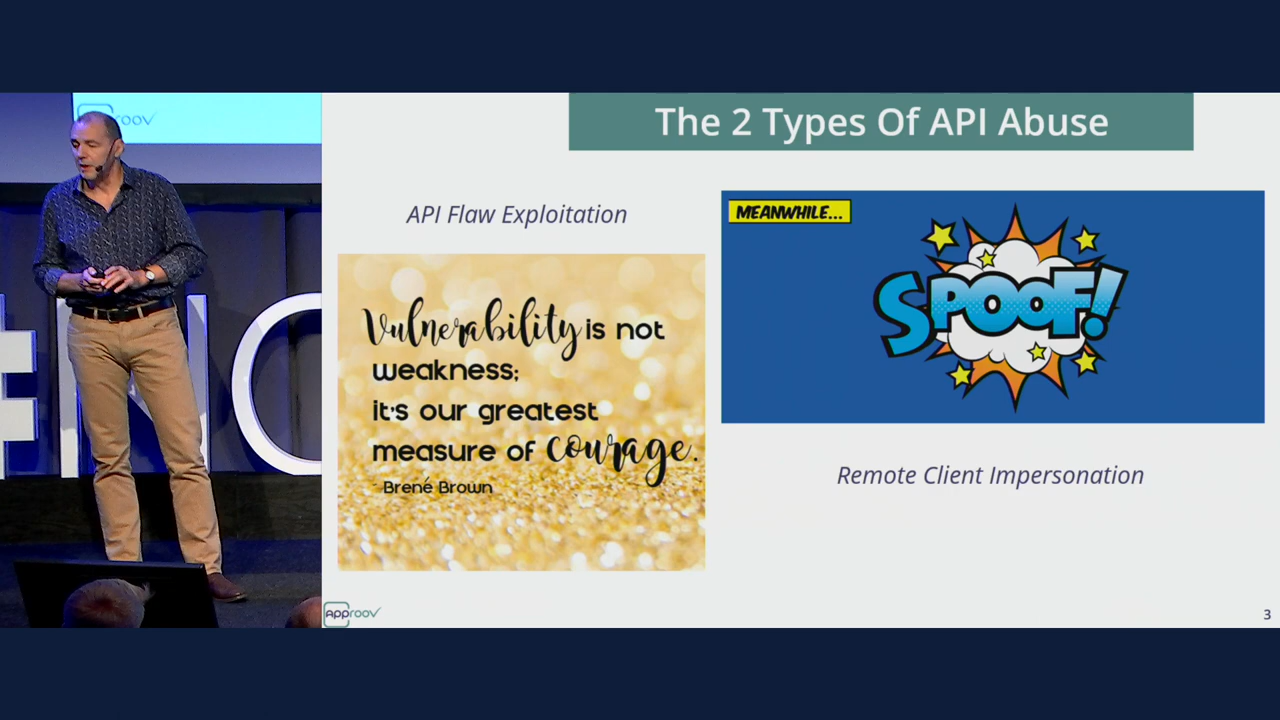 The 2 Types Of API Abuse
API Flaw Exploitation
Vulnerability is not
weakness;
it's our greatest
measure of courage.
- Brené Brown
MEANWHILE...
SPOOF!
Remote Client Impersonation
APPROOV
3
#NO